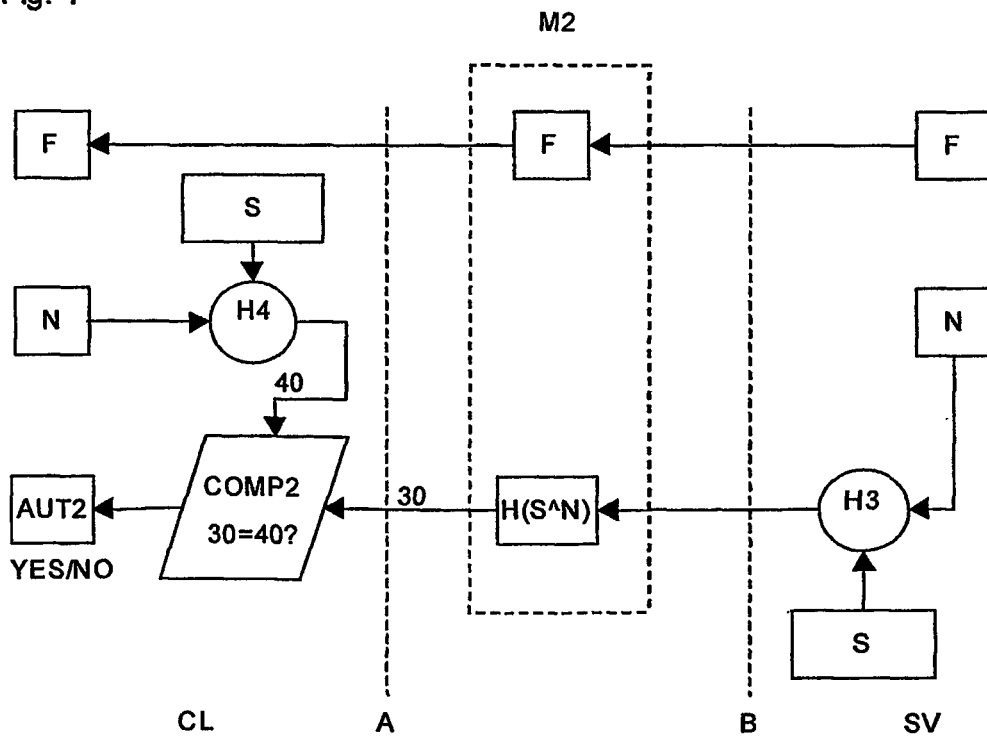 M2
F
F
F
S
N
H4
N
40
COMP2
30=40?
AUT2
YES/NO
30
H(S^N)
H3
S
CL
A
B
SV